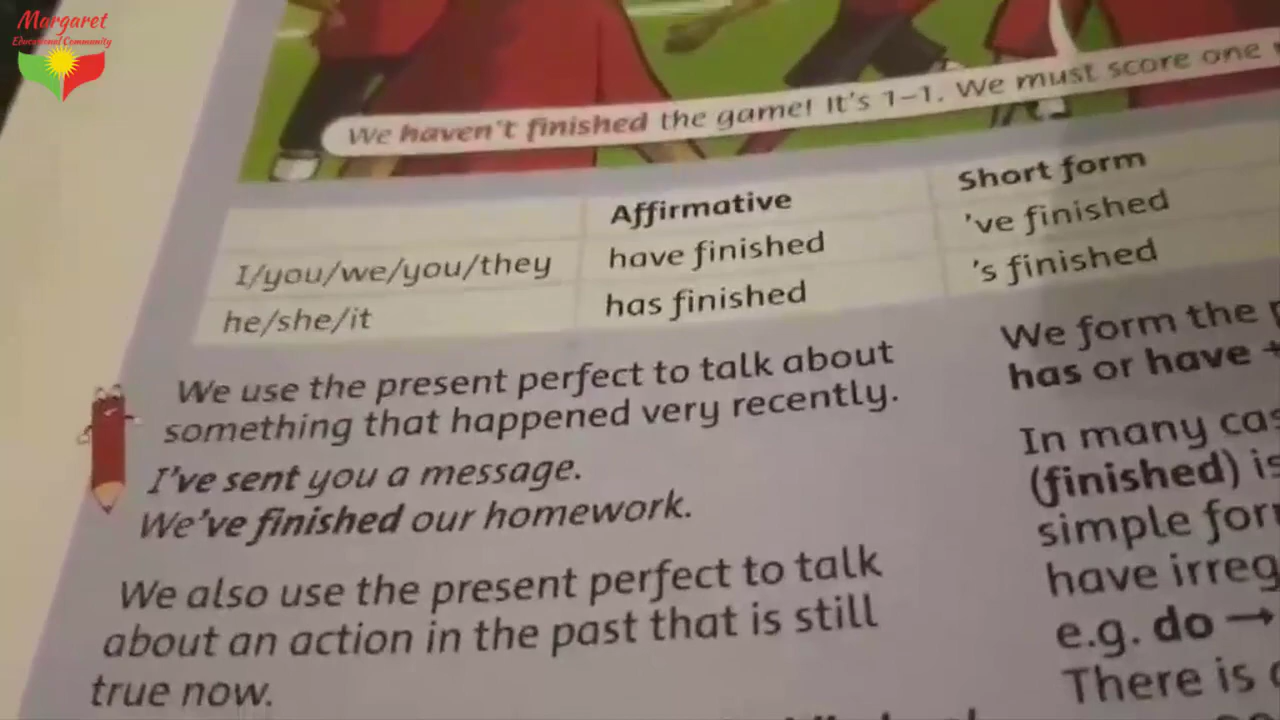 Margaret
Educational Community
We haven't finished the game! It's 1–1. We must score one
Affirmative
Short form
I/you/we/you/they
have finished
've finished
he/she/it
has finished
's finished
We use the present perfect to talk about
something that happened very recently.
I've sent you a message.
We've finished our homework.
We also use the present perfect to talk
about an action in the past that is still
true now.
We form the
has or have +
In many
(finished) is
simple
have
e.g. do →
There is